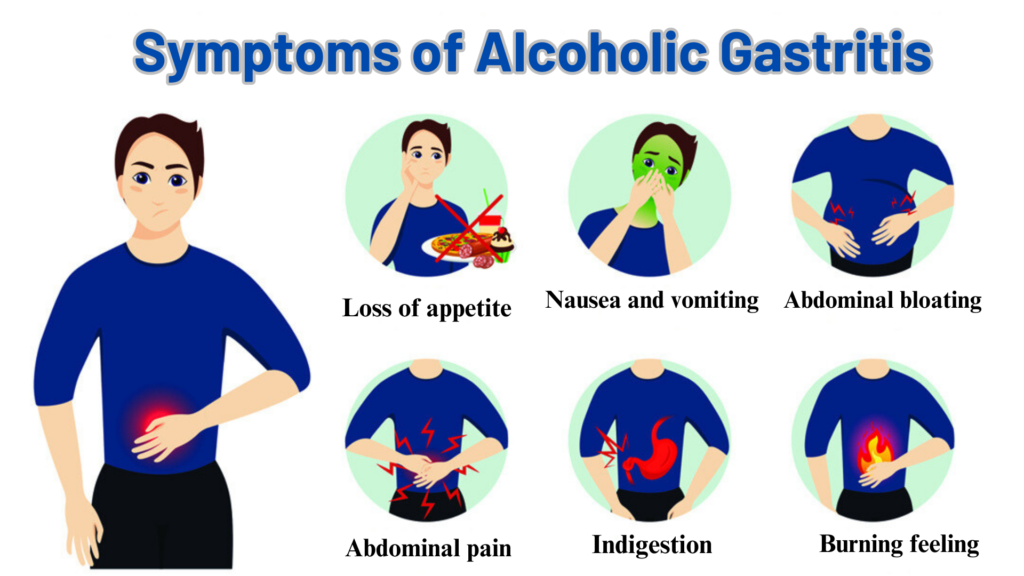 Symptoms of Alcoholic Gastritis
Loss of appetite
Nausea and vomiting
Abdominal bloating
Abdominal pain
Indigestion
Burning feeling